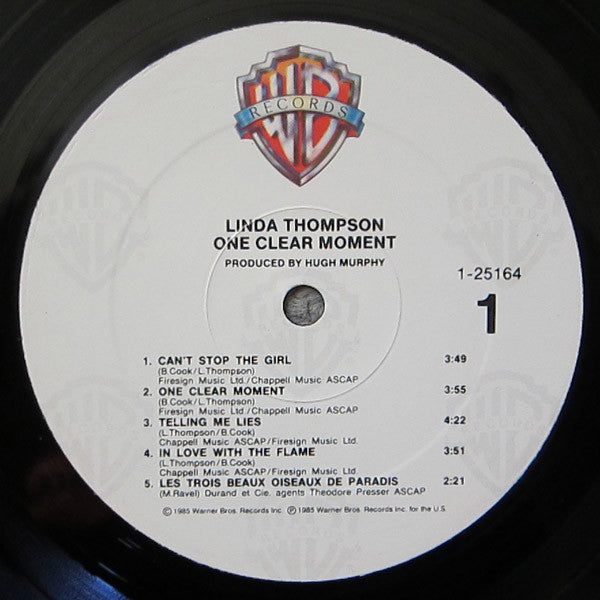 WB
RECORDS
LINDA THOMPSON
ONE CLEAR MOMENT
PRODUCED BY HUGH MURPHY
1-25164
1
1. CAN'T STOP THE GIRL 3:49
(B.Cook/L.Thompson)
Firesign Music Ltd./Chappell Music ASCAP
2. ONE CLEAR MOMENT 3:55
(B.Cook/L.Thompson)
Firesign Music Ltd./Chappell Music ASCAP
3. TELLING ME LIES 4:22
(L.Thompson/B.Cook)
Chappell Music ASCAP/Firesign Music Ltd.
4. IN LOVE WITH THE FLAME 3:51
(L.Thompson/B.Cook)
Chappell Music ASCAP/Firesign Music Ltd.
5. LES TROIS BEAUX OISEAUX DE PARADIS 2:21
(M.Ravel) Durand et Cie. agents Theodore Presser ASCAP
©1985 Warner Bros. Records Inc. ℗1985 Warner Bros. Records Inc. for the U.S.